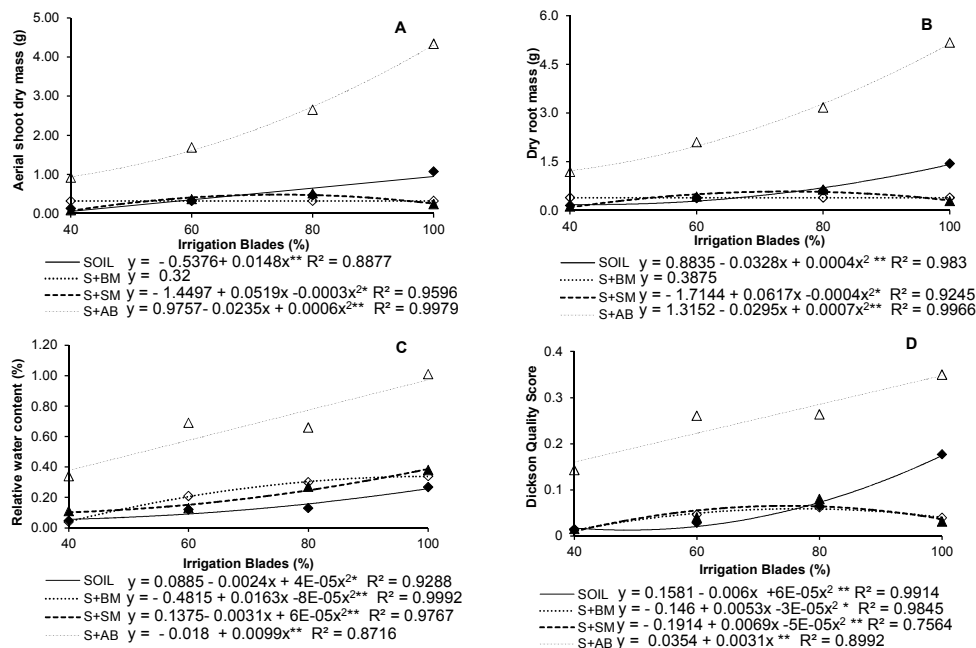 A
Aerial shoot dry mass (g)
5.00
4.00
3.00
2.00
1.00
0.00
40 60 80 100
Irrigation Blades (%)
SOIL y = - 0.5376+ 0.0148x** R² = 0.8877
S+BM y = 0.32
S+SM y = - 1.4497 + 0.0519x -0.0003x²* R² = 0.9596
S+AB y = 0.9757- 0.0235x + 0.0006x²** R² = 0.9979
B
Dry root mass (g)
6.0
4.5
3.0
1.5
0.0
40 60 80 100
Irrigation Blades (%)
SOIL y = 0.8835 - 0.0328x + 0.0004x² ** R² = 0.983
S+BM y = 0.3875
S+SM y = - 1.7144 + 0.0617x -0.0004x²* R² = 0.9245
S+AB y = 1.3152 - 0.0295x + 0.0007x²** R² = 0.9966
C
Relative water content (%)
1.20
1.00
0.80
0.60
0.40
0.20
0.00
40 60 80 100
Irrigation Blades (%)
SOIL y = 0.0885 - 0.0024x + 4E-05x²* R² = 0.9288
S+BM y = - 0.4815 + 0.0163x -8E-05x²** R² = 0.9992
S+SM y = 0.1375- 0.0031x + 6E-05x²** R² = 0.9767
S+AB y = - 0.018 + 0.0099x** R² = 0.8716
D
Dickson Quality Score
0.4
0.3
0.2
0.1
0
40 60 80 100
Irrigation Blades (%)
SOIL y = 0.1581 - 0.006x +6E-05x² ** R² = 0.9914
S+BM y = - 0.146 + 0.0053x -3E-05x² * R² = 0.9845
S+SM y = - 0.1914 + 0.0069x -5E-05x² ** R² = 0.7564
S+AB y = 0.0354 + 0.0031x ** R² = 0.8992